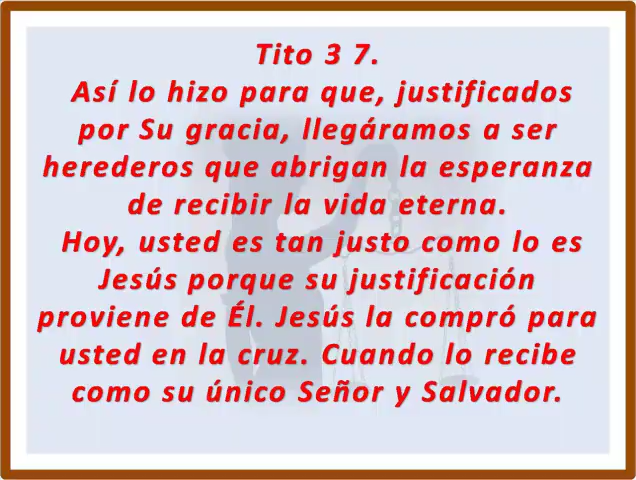 Tito 3 7.
Así lo hizo para que, justificados
por Su gracia, llegáramos a ser
herederos que abrigan la esperanza
de recibir la vida eterna.
Hoy, usted es tan justo como lo es
Jesús porque su justificación
proviene de Él. Jesús la compró para
usted en la cruz. Cuando lo recibe
como su único Señor y Salvador.